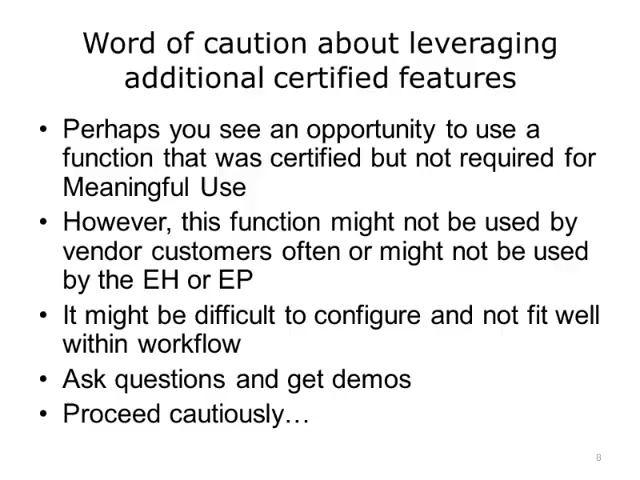 Word of caution about leveraging
additional certified features
• Perhaps you see an opportunity to use a
function that was certified but not required for
Meaningful Use
• However, this function might not be used by
vendor customers often or might not be used
by the EH or EP
• It might be difficult to configure and not fit well
within workflow
• Ask questions and get demos
• Proceed cautiously…
8